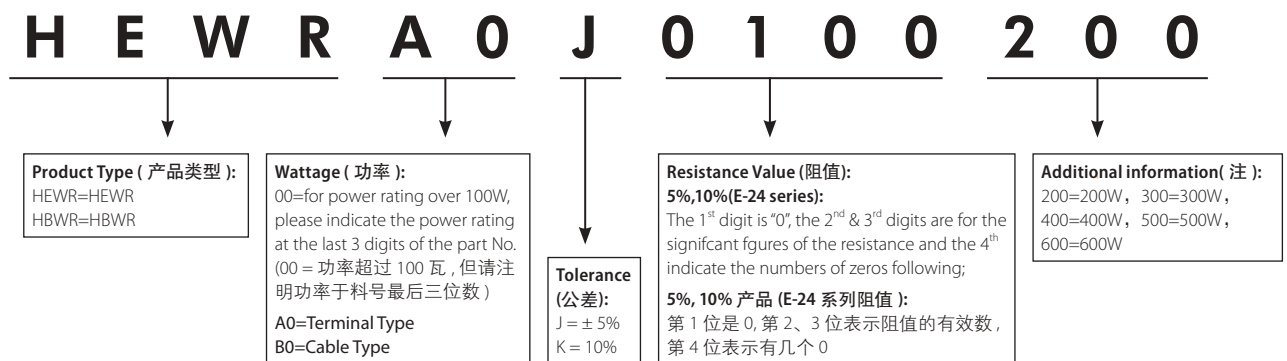 H E W R A 0 J 0 1 0 0 2 0 0
Product Type ( 产品类型 ):
HEWR=HEWR
HBWR=HBWR
Wattage ( 功率 ):
00=for power rating over 100W,
please indicate the power rating
at the last 3 digits of the part No.
(00 = 功率超过 100 瓦 , 但请注
明功率于料号最后三位数 )
A0=Terminal Type
B0=Cable Type
Tolerance
(公差):
J = ± 5%
K = 10%
Resistance Value (阻值):
5%,10%(E-24 series):
The 1st digit is "0", the 2nd & 3rd digits are for the
signifcant fgures of the resistance and the 4th
indicate the numbers of zeros following;
5%, 10% 产品 (E-24 系列阻值 ):
第 1 位是 0, 第 2、3 位表示阻值的有效数 ,
第 4 位表示有几个 0
Additional information( 注 ):
200=200W，300=300W，
400=400W，500=500W，
600=600W